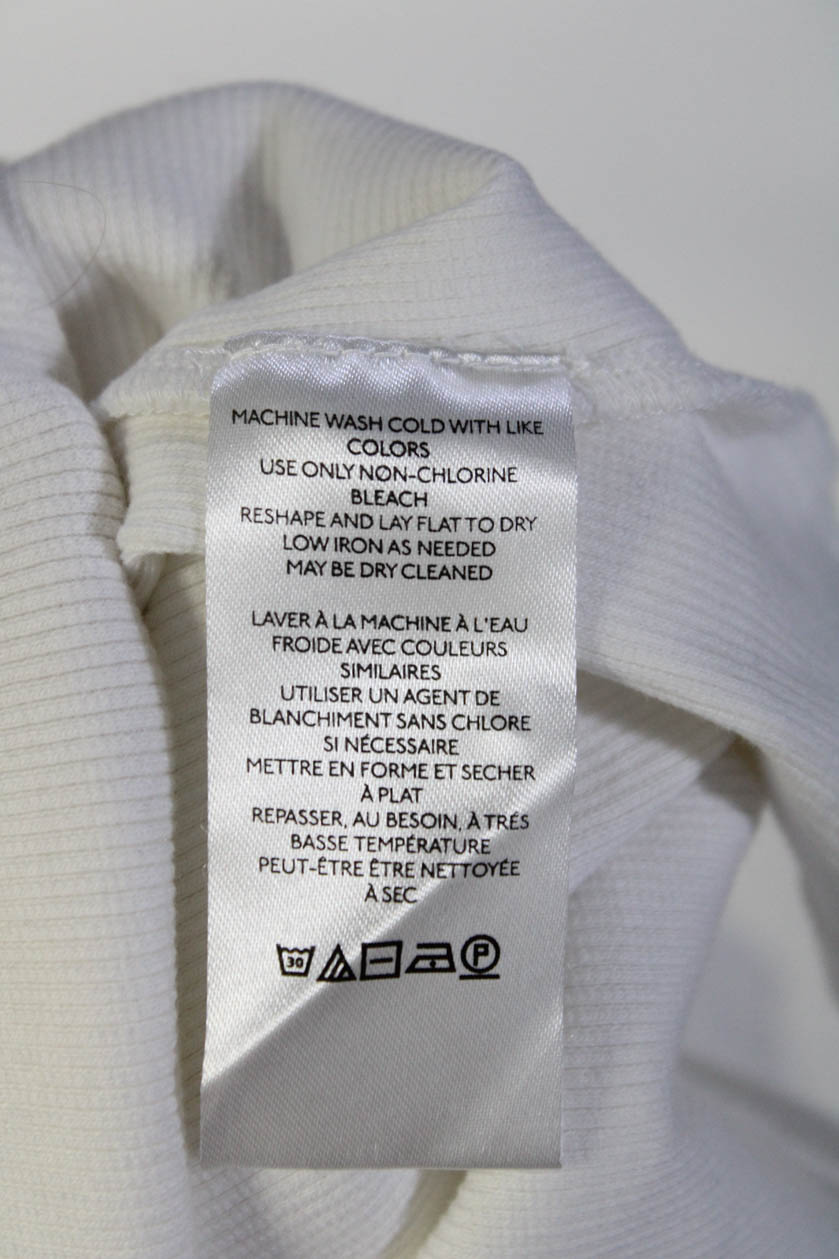 MACHINE WASH COLD WITH LIKE
COLORS
USE ONLY NON-CHLORINE
BLEACH
RESHAPE AND LAY FLAT TO DRY
LOW IRON AS NEEDED
MAY BE DRY CLEANED
LAVER À LA MACHINE À L'EAU
FROIDE AVEC COULEURS
SIMILAIRES
UTILISER UN AGENT DE
BLANCHIMENT SANS CHLORE
SI NÉCESSAIRE
METTRE EN FORME ET SECHER
À PLAT
REPASSER, AU BESOIN, À TRÉS
BASSE TEMPÉRATURE
PEUT-ÊTRE ÊTRE NETTOYÉE
À SEC
30 P